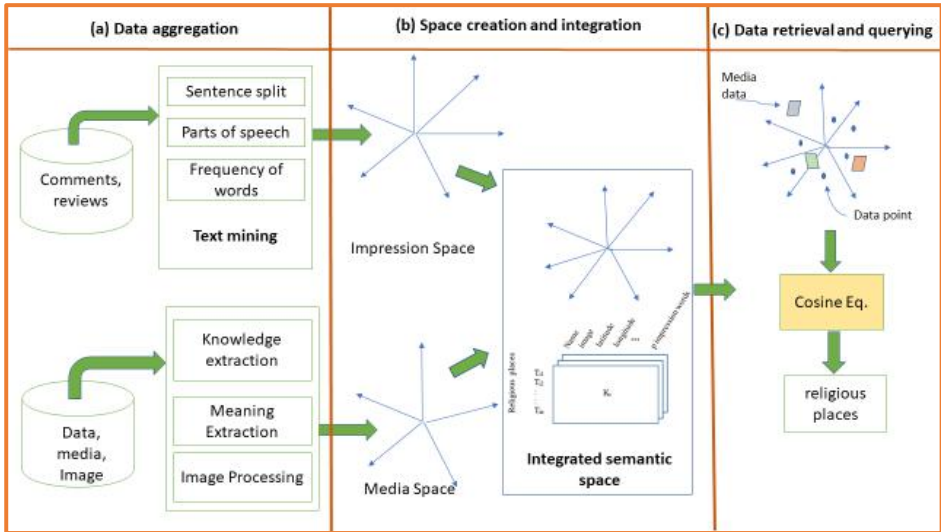 (a) Data aggregation
(b) Space creation and integration
(c) Data retrieval and querying
Comments,
reviews
Sentence split
Parts of speech
Frequency of
words
Text mining
Data,
media,
Image
Knowledge
extraction
Meaning
Extraction
Image Processing
Impression Space
Media Space
Name
image
latitude
longitude
...
p impression words
Religious places
Integrated semantic
space
Media
data
Data point
Cosine Eq.
religious
places